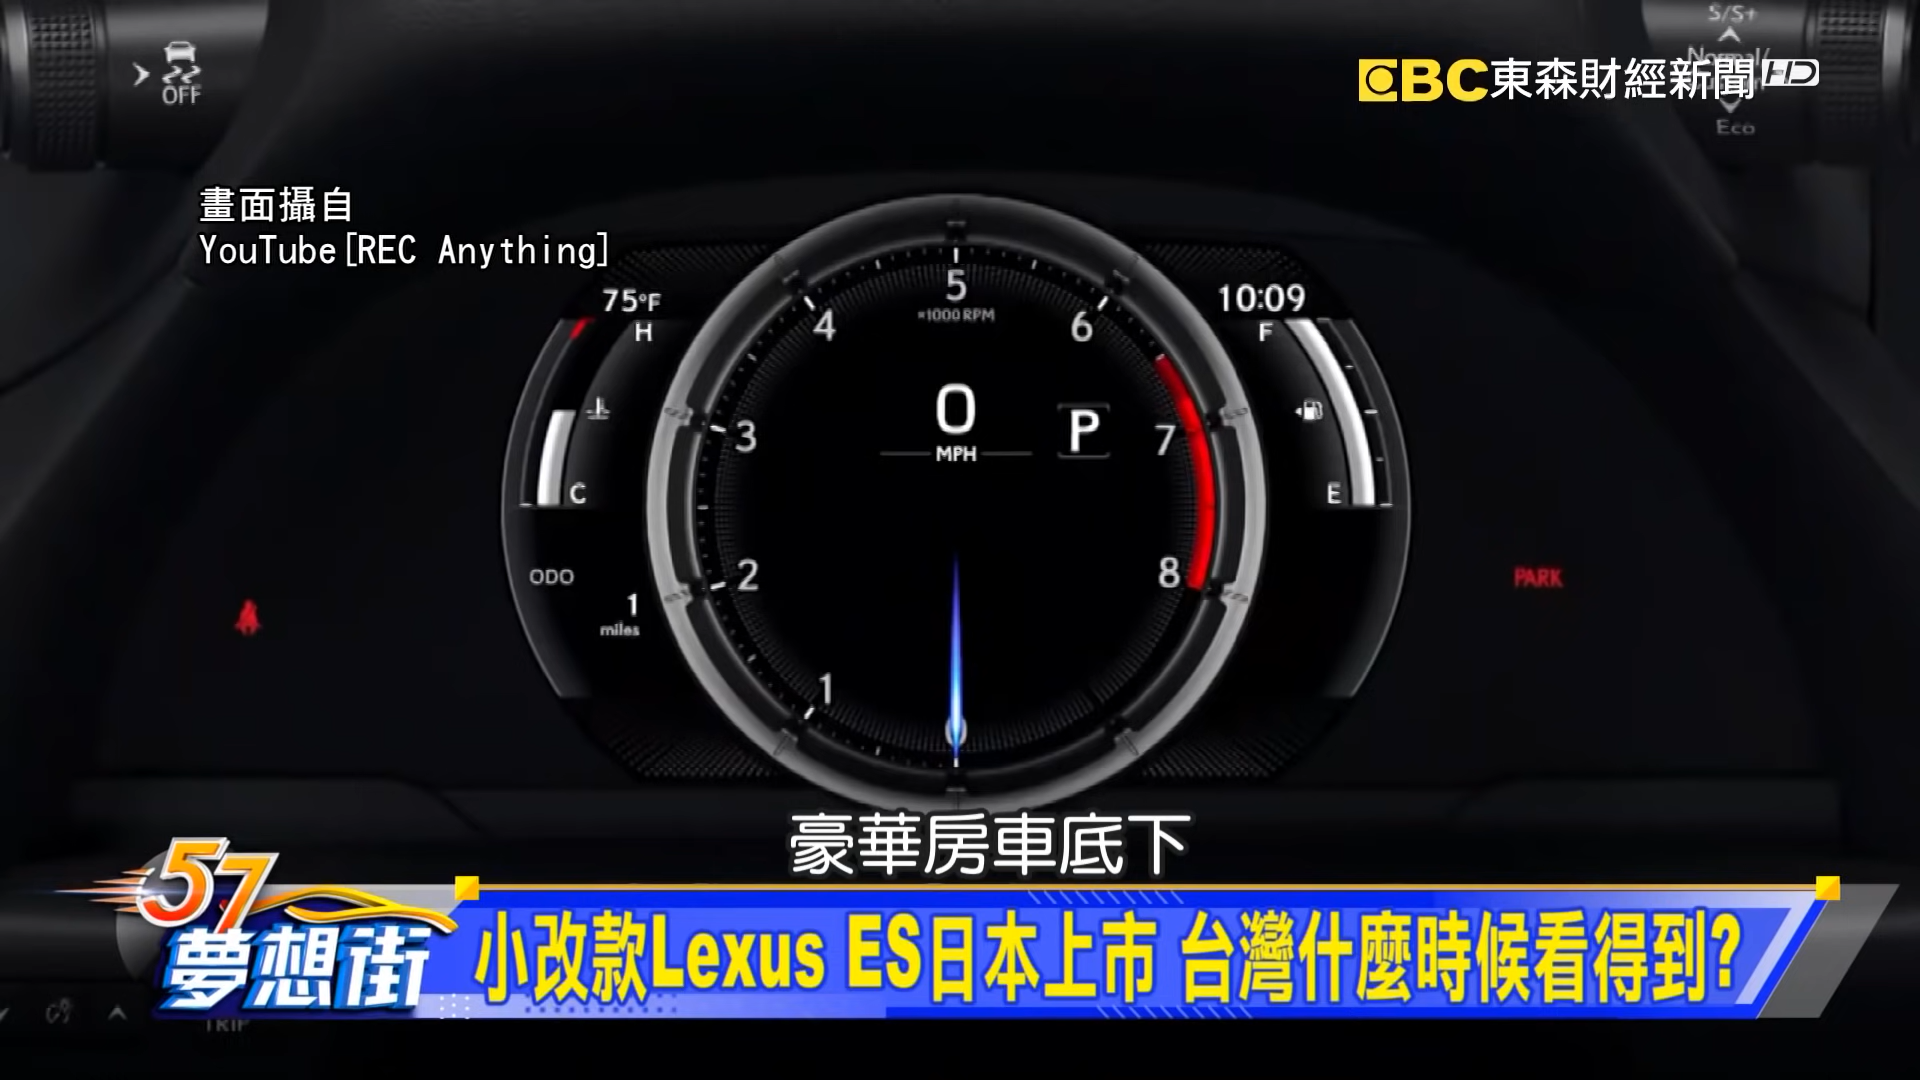 OFF
S/S+
Normal/
Eco
EBC東森財經新聞HD
畫面攝自
YouTube[REC Anything]
75°F
10:09
H
F
C
E
5
×1000 RPM
4
6
3
7
2
8
1
0
MPH
P
ODO
1
miles
PARK
豪華房車底下
57
夢想街
小改款Lexus ES日本上市 台灣什麼時候看得到?
TRIP